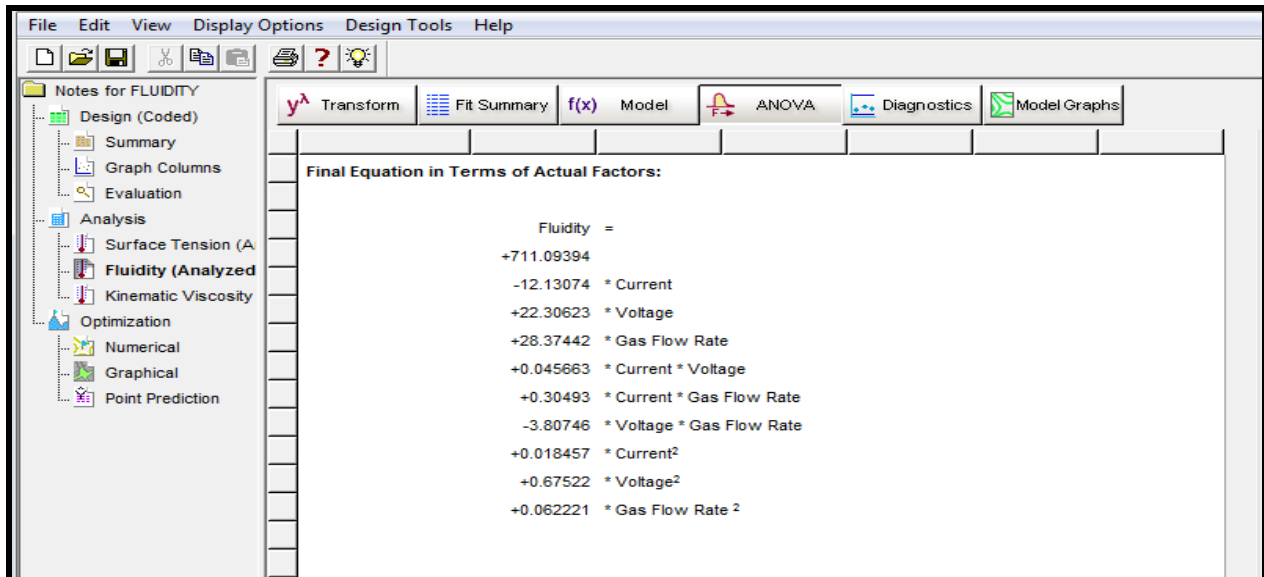 File Edit View Display Options Design Tools Help
Notes for FLUIDITY
Design (Coded)
Summary
Graph Columns
Evaluation
Analysis
Surface Tension (A
Fluidity (Analyzed
Kinematic Viscosity
Optimization
Numerical
Graphical
Point Prediction
yλ Transform Fit Summary f(x) Model ANOVA Diagnostics Model Graphs
Final Equation in Terms of Actual Factors:
Fluidity =
+711.09394
-12.13074 * Current
+22.30623 * Voltage
+28.37442 * Gas Flow Rate
+0.045663 * Current * Voltage
+0.30493 * Current * Gas Flow Rate
-3.80746 * Voltage * Gas Flow Rate
+0.018457 * Current²
+0.67522 * Voltage²
+0.062221 * Gas Flow Rate ²